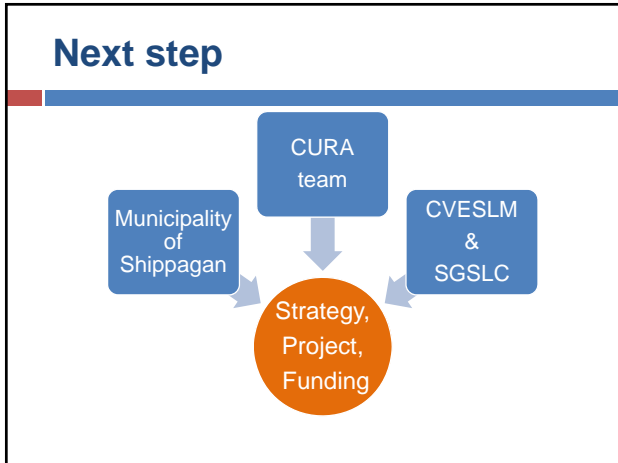 Next step
CURA
team
Municipality
of
Shippagan
CVESLM
&
SGSLC
Strategy,
Project,
Funding